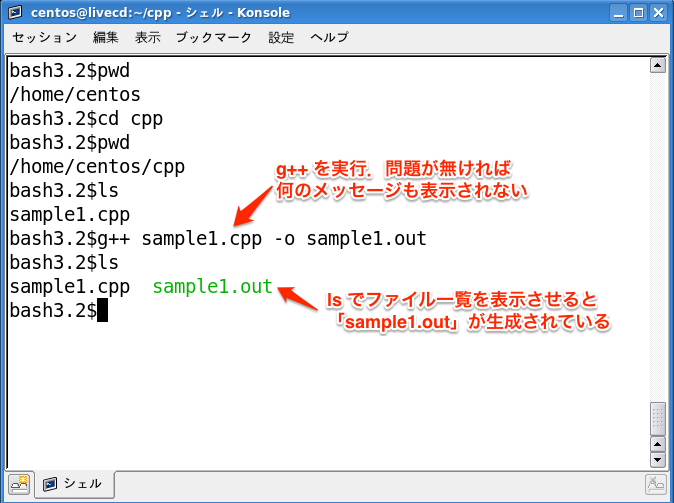 centos@livecd:~/cpp - シェル - Konsole
セッション 編集 表示 ブックマーク 設定 ヘルプ
bash3.2$pwd
/home/centos
bash3.2$cd cpp
bash3.2$pwd
/home/centos/cpp
g++ を実行．問題が無ければ
何のメッセージも表示されない
bash3.2$ls
sample1.cpp
bash3.2$g++ sample1.cpp -o sample1.out
bash3.2$ls
sample1.cpp  sample1.out
bash3.2$
ls でファイル一覧を表示させると
「sample1.out」が生成されている
シェル